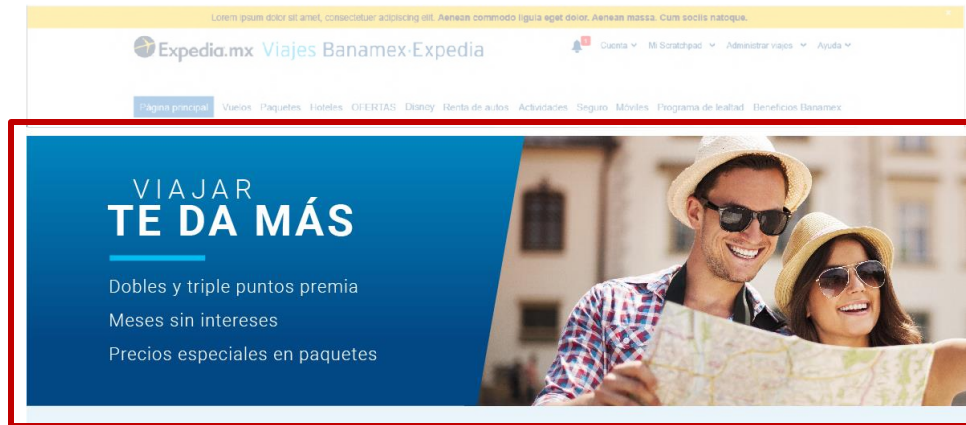 Lorem ipsum dolor sit amet, consectetuer adipiscing elit. Aenean commodo ligula eget dolor. Aenean massa. Cum sociis natoque.
Expedia.mx Viajes Banamex·Expedia
Cuenta Mi Scratchpad Administrar viajes Ayuda
Página principal Vuelos Paquetes Hoteles OFERTAS Disney Renta de autos Actividades Seguro Móviles Programa de lealtad Beneficios Banamex
VIAJAR
TE DA MÁS
Dobles y triple puntos premia
Meses sin intereses
Precios especiales en paquetes